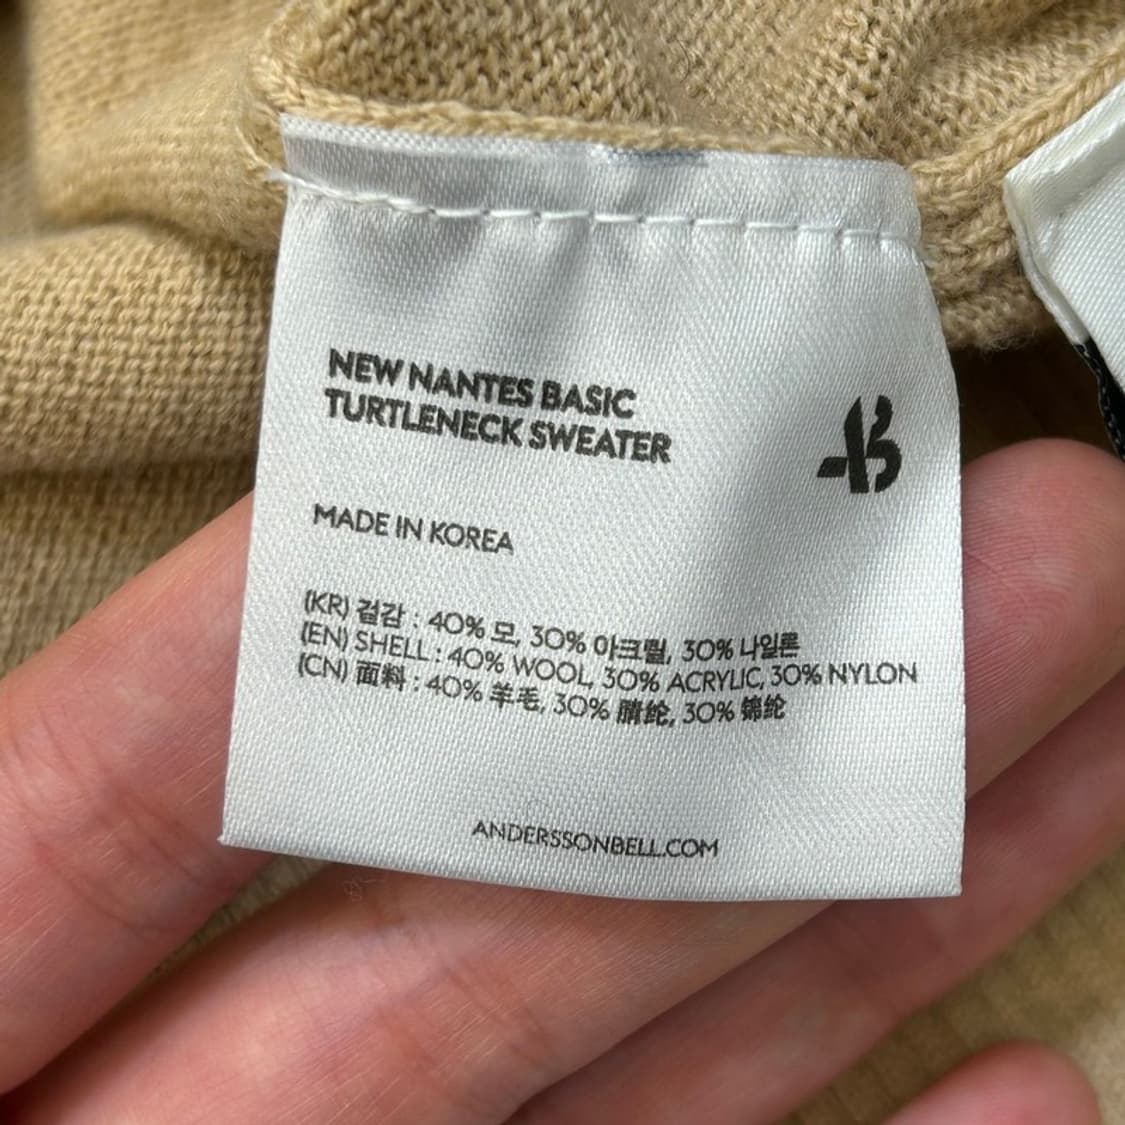 NEW NANTES BASIC
TURTLENECK SWEATER
MADE IN KOREA
(KR) 겉감 : 40% 모, 30% 아크릴, 30% 나일론
(EN) SHELL : 40% WOOL, 30% ACRYLIC, 30% NYLON
(CN) 面料 : 40% 羊毛, 30% 腈纶, 30% 锦纶
ANDERSSONBELL.COM